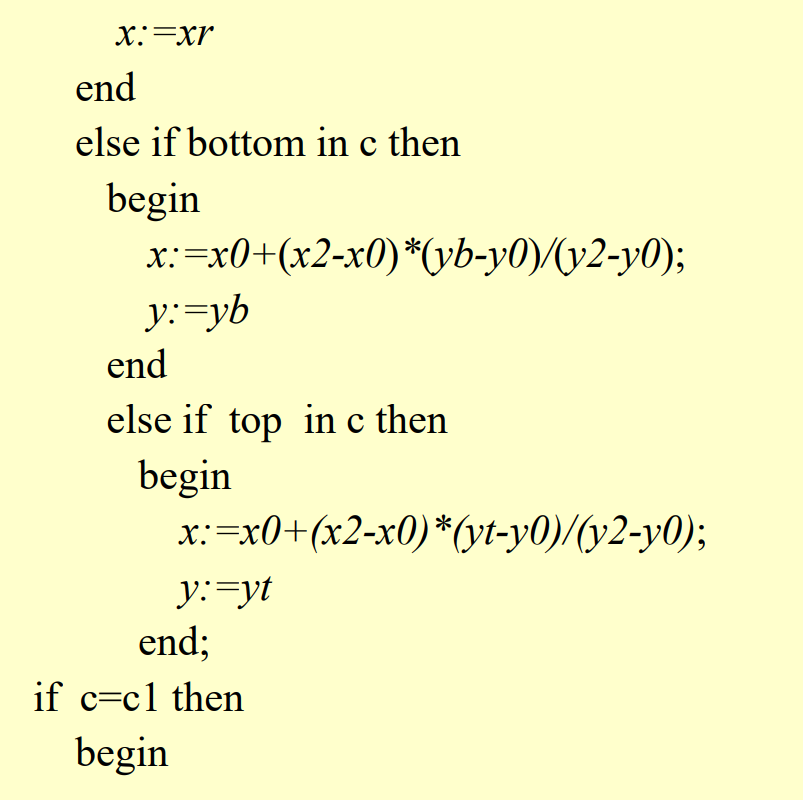 x:=xr
end
else if bottom in c then
begin
x:=x0+(x2-x0)*(yb-y0)/(y2-y0);
y:=yb
end
else if top in c then
begin
x:=x0+(x2-x0)*(yt-y0)/(y2-y0);
y:=yt
end;
if c=c1 then
begin